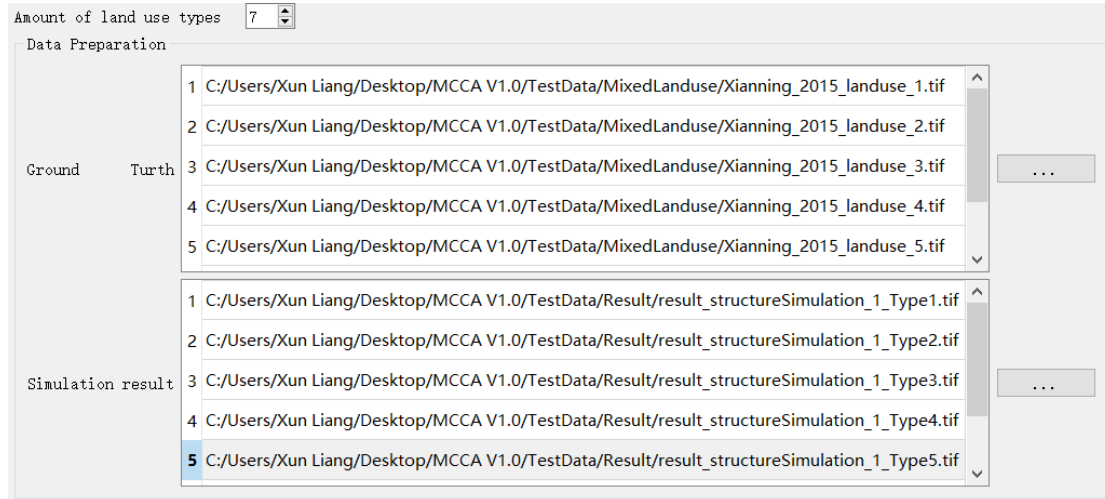 Amount of land use types 7
Data Preparation
1 C:/Users/Xun Liang/Desktop/MCCA V1.0/TestData/MixedLanduse/Xianning_2015_landuse_1.tif
2 C:/Users/Xun Liang/Desktop/MCCA V1.0/TestData/MixedLanduse/Xianning_2015_landuse_2.tif
Ground Turth 3 C:/Users/Xun Liang/Desktop/MCCA V1.0/TestData/MixedLanduse/Xianning_2015_landuse_3.tif ...
4 C:/Users/Xun Liang/Desktop/MCCA V1.0/TestData/MixedLanduse/Xianning_2015_landuse_4.tif
5 C:/Users/Xun Liang/Desktop/MCCA V1.0/TestData/MixedLanduse/Xianning_2015_landuse_5.tif
1 C:/Users/Xun Liang/Desktop/MCCA V1.0/TestData/Result/result_structureSimulation_1_Type1.tif
2 C:/Users/Xun Liang/Desktop/MCCA V1.0/TestData/Result/result_structureSimulation_1_Type2.tif
Simulation result 3 C:/Users/Xun Liang/Desktop/MCCA V1.0/TestData/Result/result_structureSimulation_1_Type3.tif ...
4 C:/Users/Xun Liang/Desktop/MCCA V1.0/TestData/Result/result_structureSimulation_1_Type4.tif
5 C:/Users/Xun Liang/Desktop/MCCA V1.0/TestData/Result/result_structureSimulation_1_Type5.tif